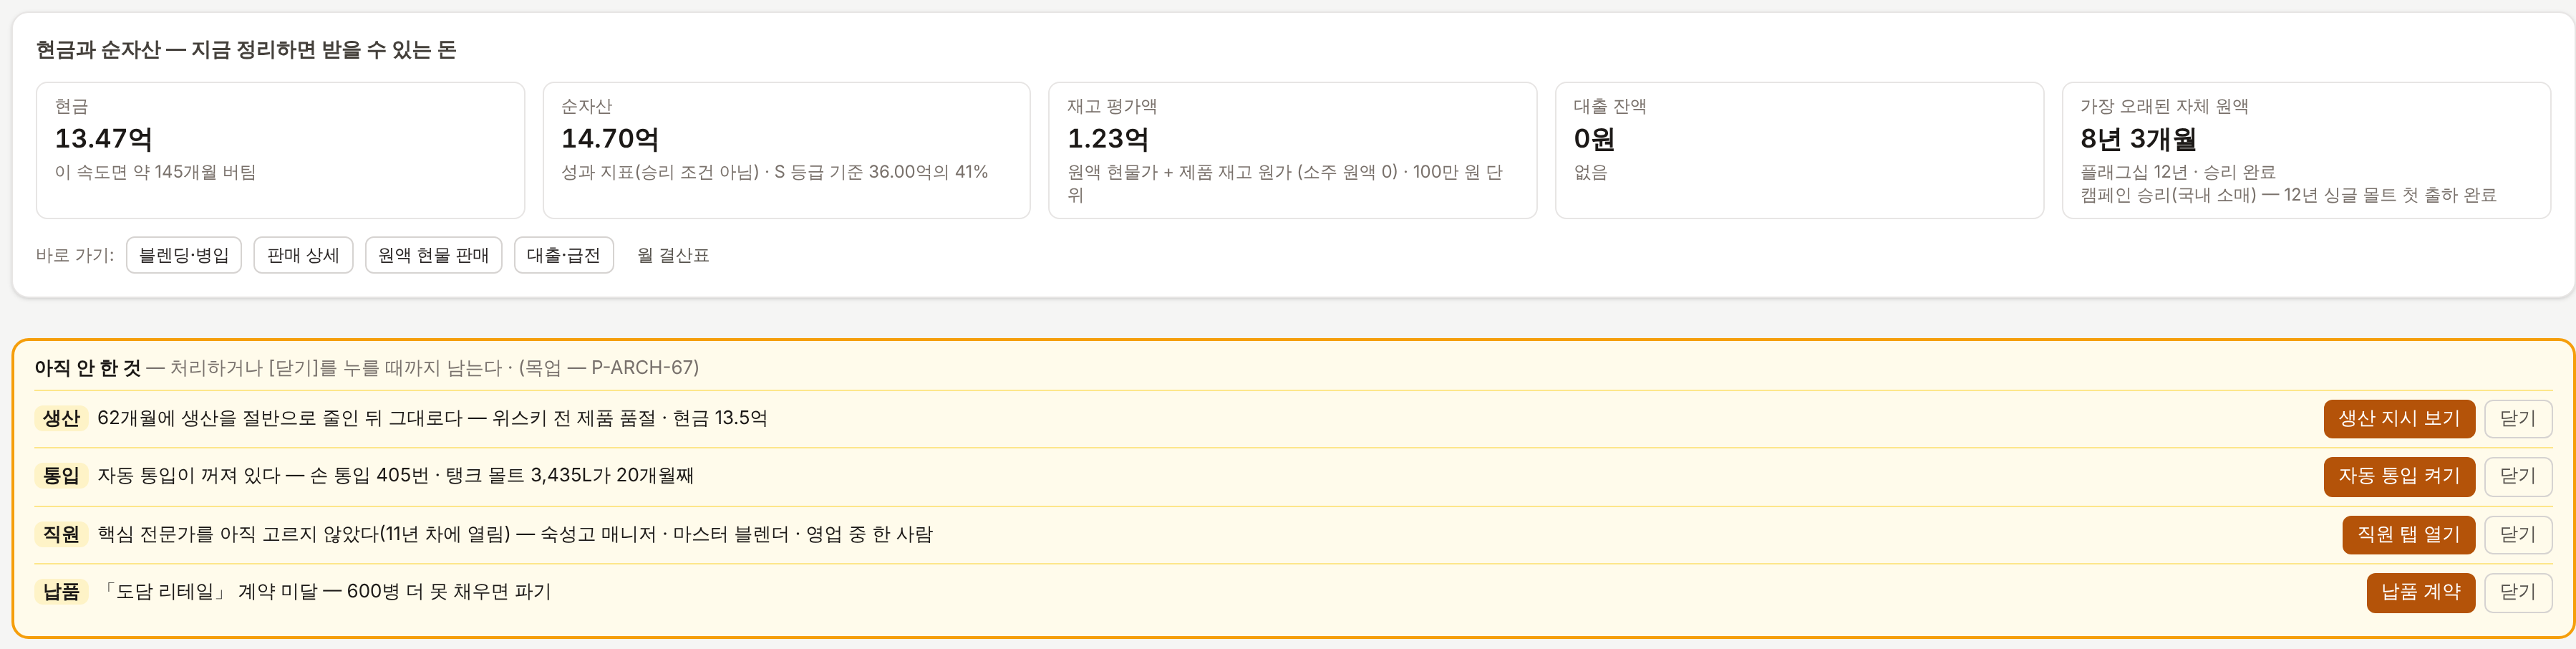 현금과 순자산 — 지금 정리하면 받을 수 있는 돈
현금
13.47억
이 속도면 약 145개월 버팀
순자산
14.70억
성과 지표(승리 조건 아님) · S 등급 기준 36.00억의 41%
재고 평가액
1.23억
원액 현물가 + 제품 재고 원가 (소주 원액 0) · 100만 원 단
위
대출 잔액
0원
없음
가장 오래된 자체 원액
8년 3개월
플래그십 12년 · 승리 완료
캠페인 승리(국내 소매) — 12년 싱글 몰트 첫 출하 완료
바로 가기: 블렌딩·병입 판매 상세 원액 현물 판매 대출·급전 월 결산표
아직 안 한 것 — 처리하거나 [닫기]를 누를 때까지 남는다 · (목업 — P-ARCH-67)
생산 62개월에 생산을 절반으로 줄인 뒤 그대로다 — 위스키 전 제품 품절 · 현금 13.5억 생산 지시 보기 닫기
통입 자동 통입이 꺼져 있다 — 손 통입 405번 · 탱크 몰트 3,435L가 20개월째 자동 통입 켜기 닫기
직원 핵심 전문가를 아직 고르지 않았다(11년 차에 열림) — 숙성고 매니저 · 마스터 블렌더 · 영업 중 한 사람 직원 탭 열기 닫기
납품 「도담 리테일」 계약 미달 — 600병 더 못 채우면 파기 납품 계약 닫기